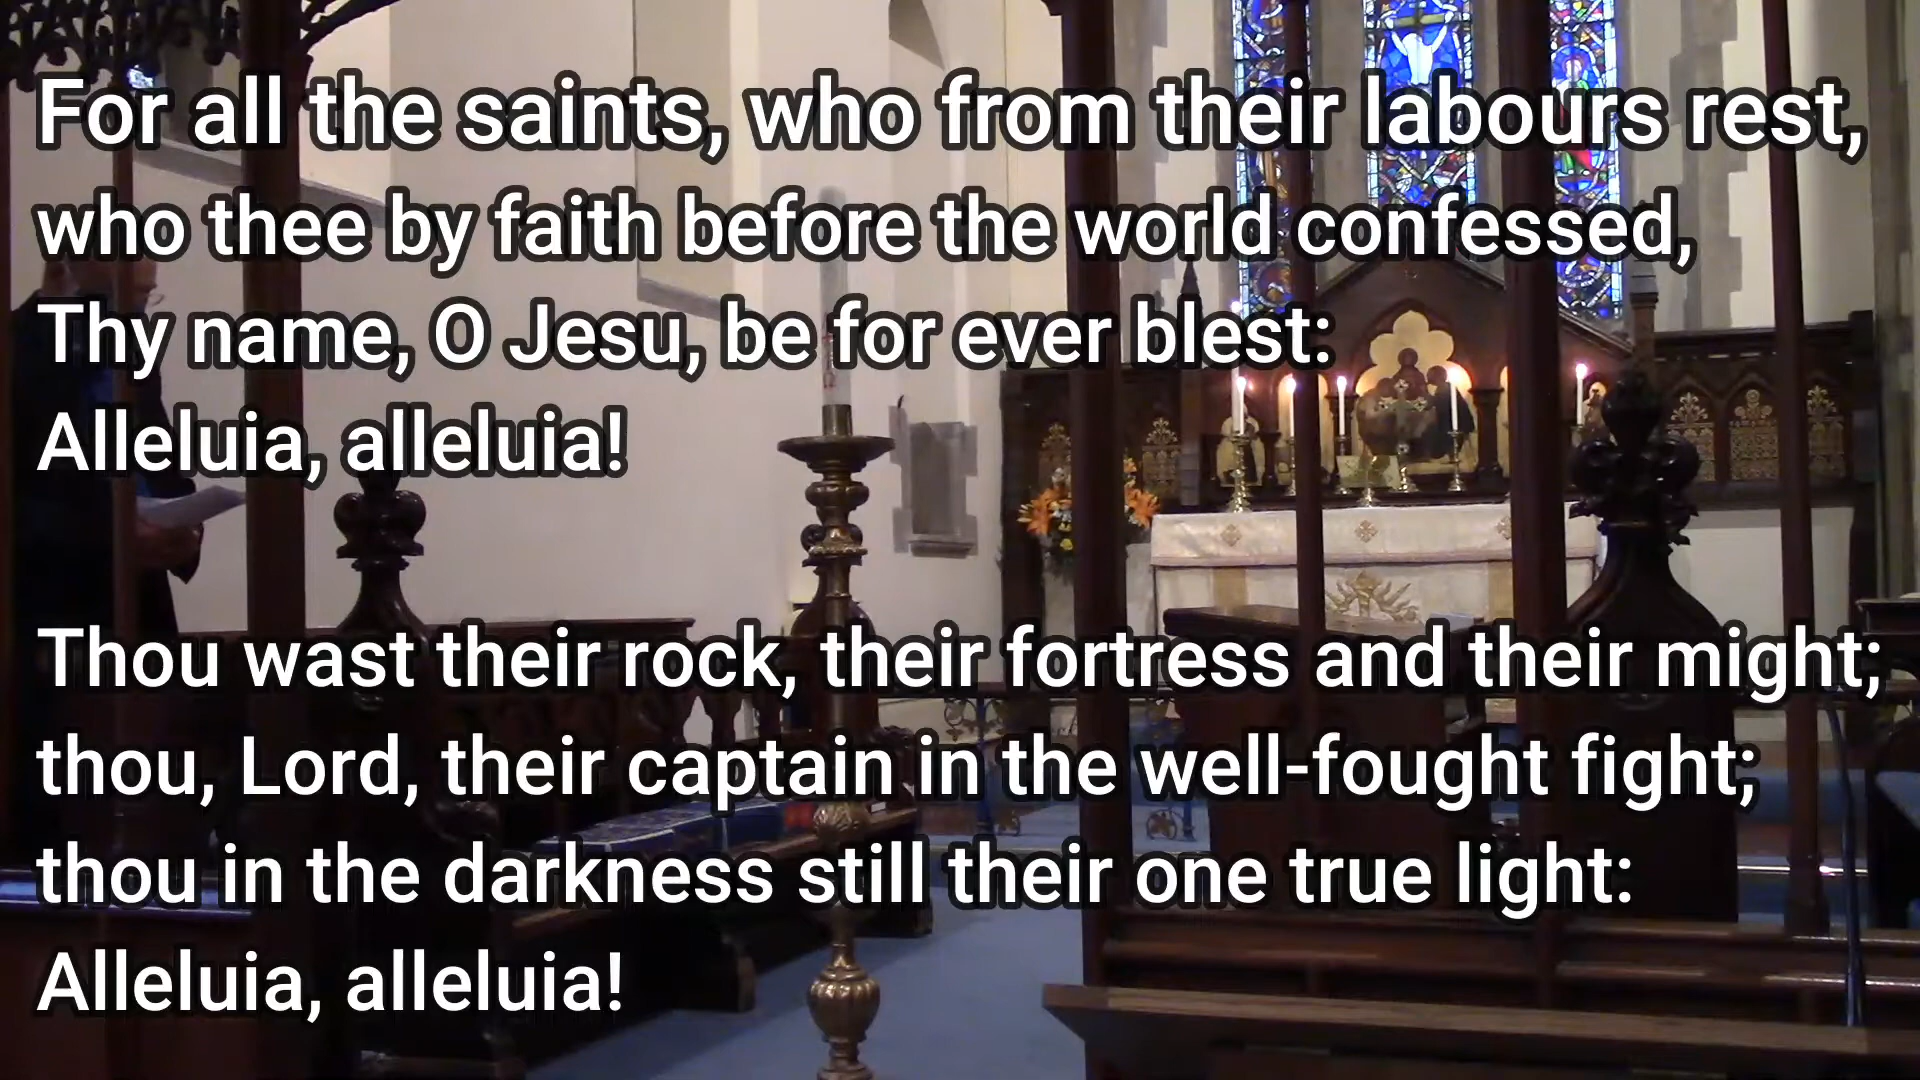 For all the saints, who from their labours rest,
who thee by faith before the world confessed,
Thy name, O Jesu, be for ever blest:
Alleluia, alleluia!
Thou wast their rock, their fortress and their might;
thou, Lord, their captain in the well-fought fight;
thou in the darkness still their one true light:
Alleluia, alleluia!